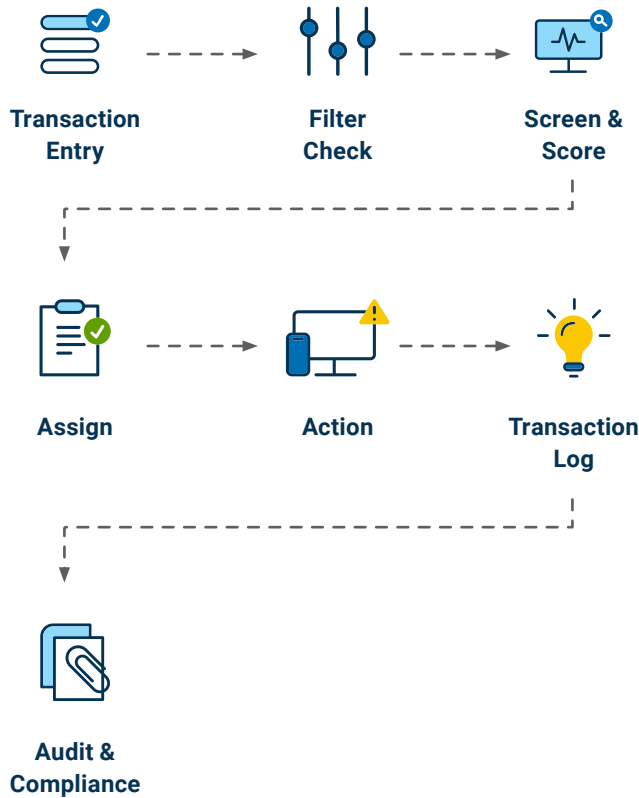 Transaction
Entry
Filter
Check
Screen &
Score
Assign
Action
Transaction
Log
Audit &
Compliance